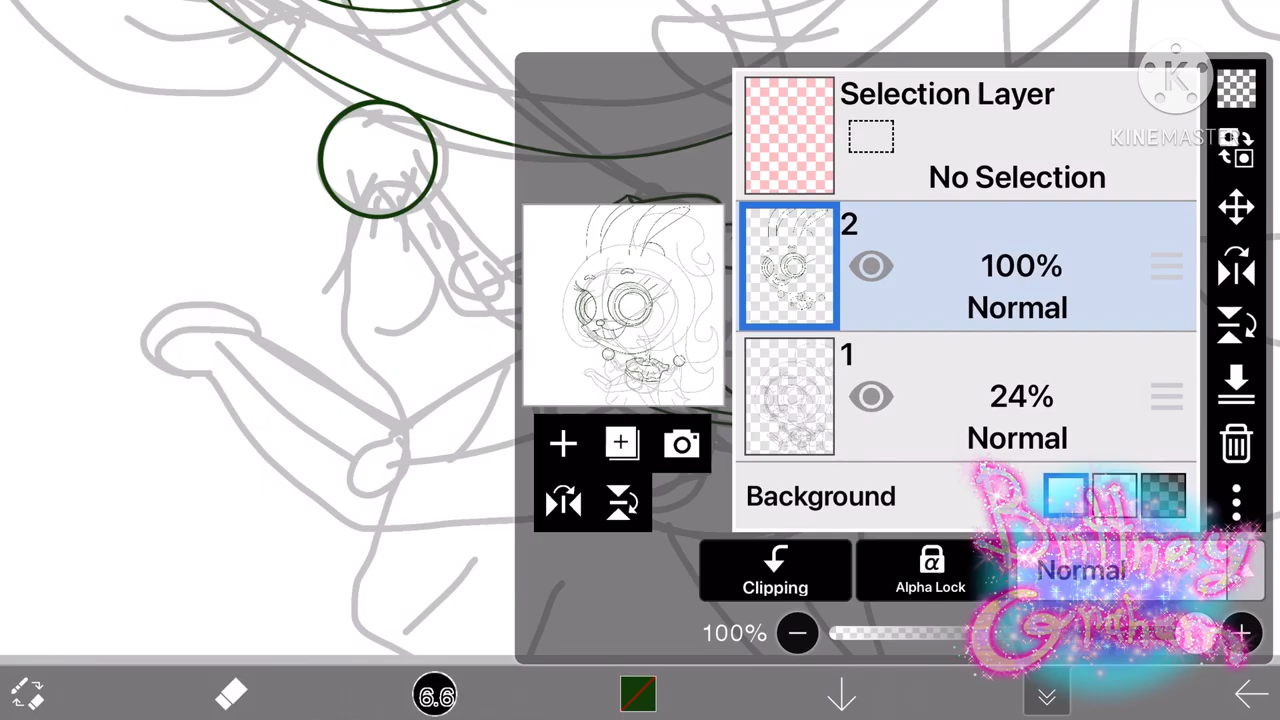 Selection Layer
No Selection
KINEMASTER
2
100%
Normal
1
24%
Normal
Background
Clipping
Alpha Lock
Normal
100%
6.6